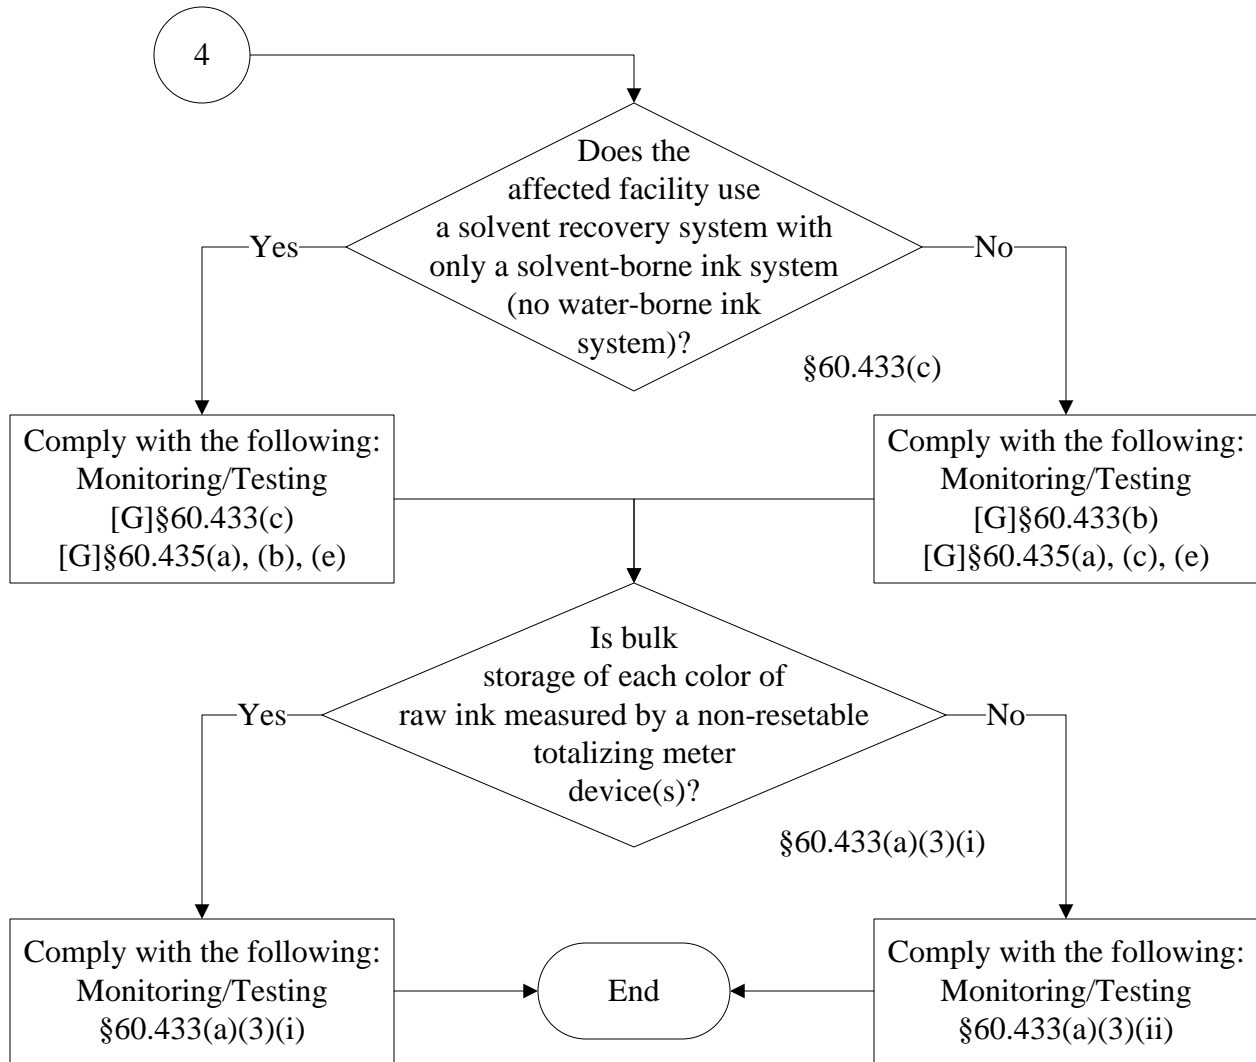 4
Does the
affected facility use
a solvent recovery system with
only a solvent-borne ink system
(no water-borne ink
system)?
Yes
No
§60.433(c)
Comply with the following:
Monitoring/Testing
[G]§60.433(c)
[G]§60.435(a), (b), (e)
Comply with the following:
Monitoring/Testing
[G]§60.433(b)
[G]§60.435(a), (c), (e)
Is bulk
storage of each color of
raw ink measured by a non-resetable
totalizing meter
device(s)?
Yes
No
§60.433(a)(3)(i)
Comply with the following:
Monitoring/Testing
§60.433(a)(3)(i)
End
Comply with the following:
Monitoring/Testing
§60.433(a)(3)(ii)